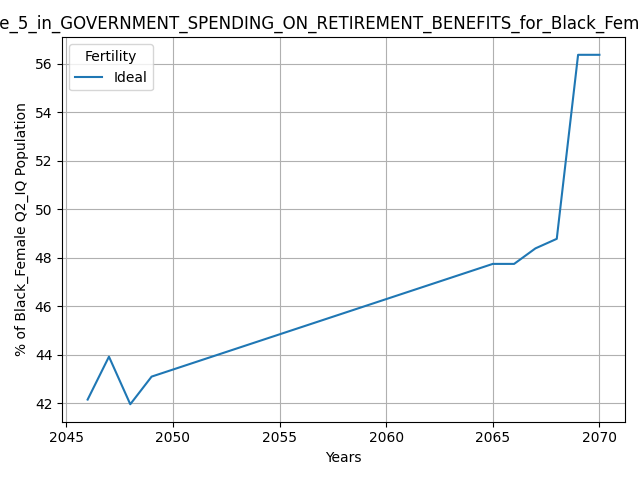 e_5_in_GOVERNMENT_SPENDING_ON_RETIREMENT_BENEFITS_for_Black_Fem
Fertility
Ideal
% of Black_Female Q2_IQ Population
56
54
52
50
48
46
44
42
2045
2050
2055
2060
2065
2070
Years